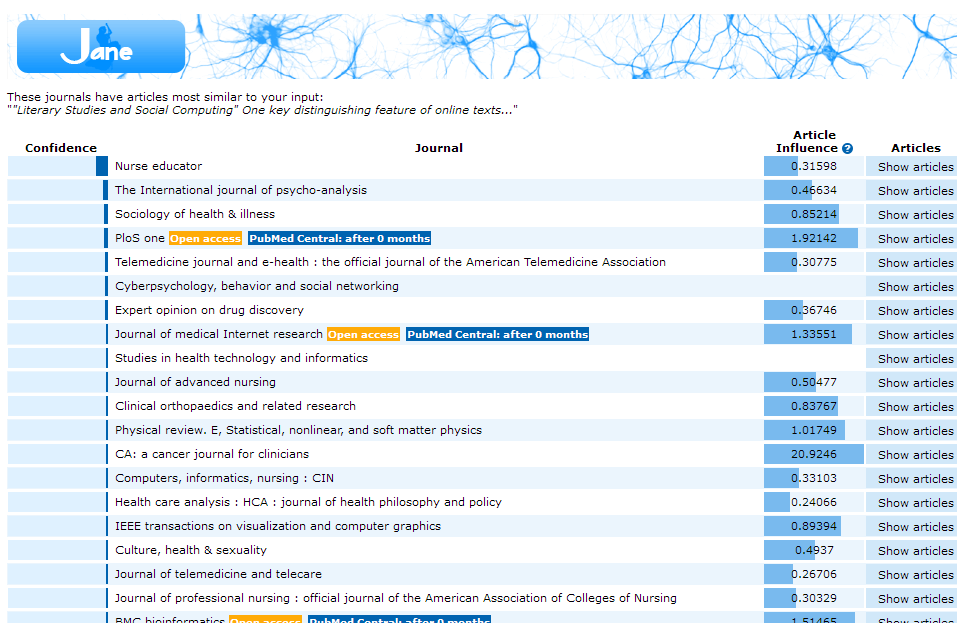 Jane
These journals have articles most similar to your input:
""Literary Studies and Social Computing" One key distinguishing feature of online texts..."
Confidence Journal Article Influence ? Articles
Nurse educator 0.31598 Show articles
The International journal of psycho-analysis 0.46634 Show articles
Sociology of health & illness 0.85214 Show articles
PloS one Open access PubMed Central: after 0 months 1.92142 Show articles
Telemedicine journal and e-health : the official journal of the American Telemedicine Association 0.30775 Show articles
Cyberpsychology, behavior and social networking Show articles
Expert opinion on drug discovery 0.36746 Show articles
Journal of medical Internet research Open access PubMed Central: after 0 months 1.33551 Show articles
Studies in health technology and informatics Show articles
Journal of advanced nursing 0.50477 Show articles
Clinical orthopaedics and related research 0.83767 Show articles
Physical review. E, Statistical, nonlinear, and soft matter physics 1.01749 Show articles
CA: a cancer journal for clinicians 20.9246 Show articles
Computers, informatics, nursing : CIN 0.33103 Show articles
Health care analysis : HCA : journal of health philosophy and policy 0.24066 Show articles
IEEE transactions on visualization and computer graphics 0.89394 Show articles
Culture, health & sexuality 0.4937 Show articles
Journal of telemedicine and telecare 0.26706 Show articles
Journal of professional nursing : official journal of the American Association of Colleges of Nursing 0.30329 Show articles
BMC bioinformatics Open access PubMed Central: after 0 months 1.51465 Show articles